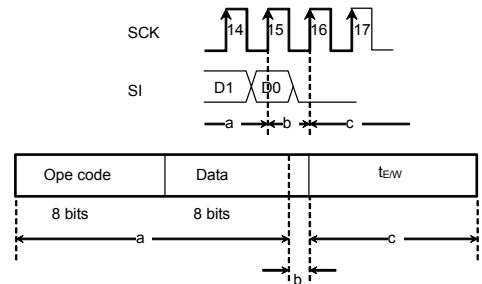 SCK 14 15 16 17
SI D1 D0
a b c
Ope code Data tE/W
8 bits 8 bits
a c
b